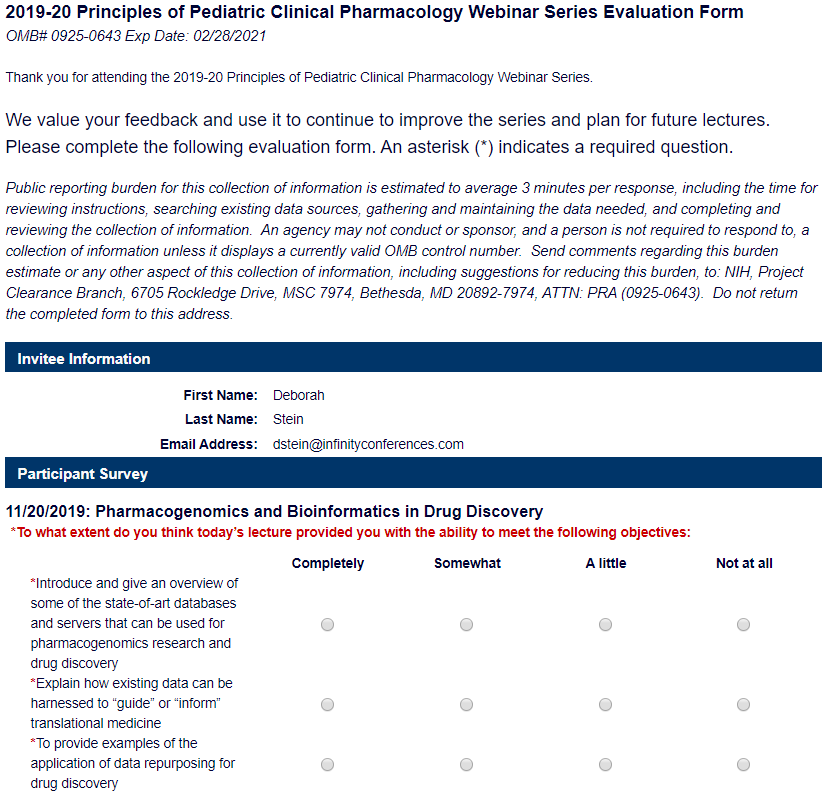 2019-20 Principles of Pediatric Clinical Pharmacology Webinar Series Evaluation Form
OMB# 0925-0643 Exp Date: 02/28/2021
Thank you for attending the 2019-20 Principles of Pediatric Clinical Pharmacology Webinar Series.
We value your feedback and use it to continue to improve the series and plan for future lectures.
Please complete the following evaluation form. An asterisk (*) indicates a required question.
Public reporting burden for this collection of information is estimated to average 3 minutes per response, including the time for
reviewing instructions, searching existing data sources, gathering and maintaining the data needed, and completing and
reviewing the collection of information.  An agency may not conduct or sponsor, and a person is not required to respond to, a
collection of information unless it displays a currently valid OMB control number.  Send comments regarding this burden
estimate or any other aspect of this collection of information, including suggestions for reducing this burden, to: NIH, Project
Clearance Branch, 6705 Rockledge Drive, MSC 7974, Bethesda, MD 20892-7974, ATTN: PRA (0925-0643).  Do not return
the completed form to this address.
Invitee Information
First Name: Deborah
Last Name: Stein
Email Address: dstein@infinityconferences.com
Participant Survey
11/20/2019: Pharmacogenomics and Bioinformatics in Drug Discovery
*To what extent do you think today's lecture provided you with the ability to meet the following objectives:
Completely Somewhat A little Not at all
*Introduce and give an overview of
some of the state-of-art databases
and servers that can be used for
pharmacogenomics research and
drug discovery
*Explain how existing data can be
harnessed to “guide” or “inform”
translational medicine
*To provide examples of the
application of data repurposing for
drug discovery